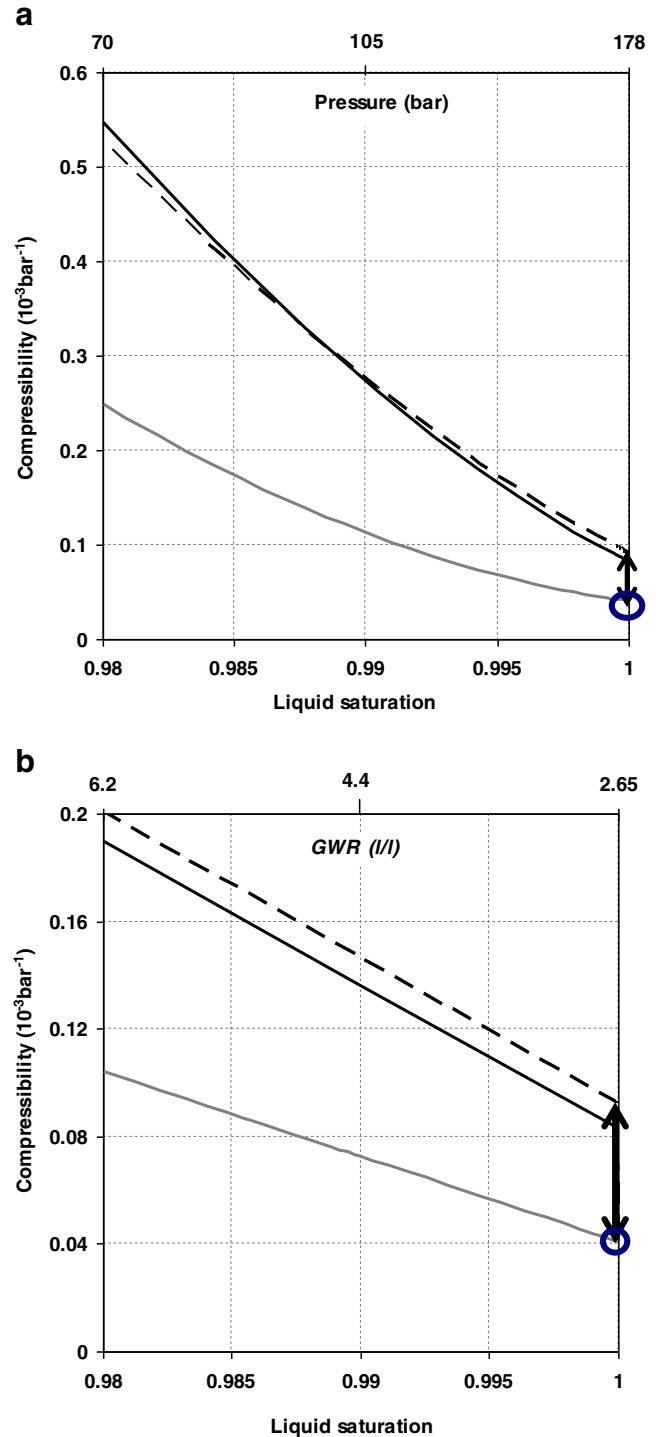 a
70 105 178
0.6
Pressure (bar)
0.5
0.4
0.3
0.2
0.1
0
Compressibility (10⁻³bar⁻¹)
0.98 0.985 0.99 0.995 1
Liquid saturation
b
6.2 4.4 2.65
0.2
GWR (l/l)
0.16
0.12
0.08
0.04
0
Compressibility (10⁻³bar⁻¹)
0.98 0.985 0.99 0.995 1
Liquid saturation